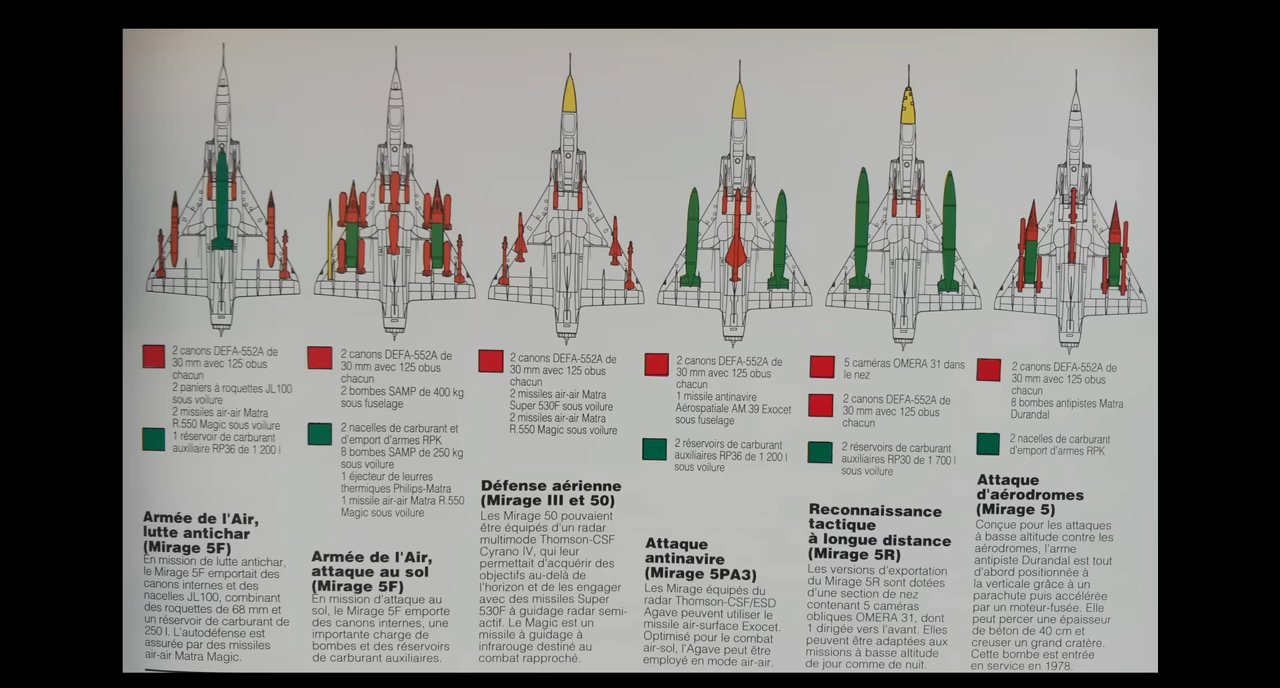 2 canons DEFA-552A de
30 mm avec 125 obus
chacun
2 paniers à roquettes JL100
sous voilure
2 missiles air-air Matra
R.550 Magic sous voilure
1 réservoir de carburant
auxiliaire RP36 de 1 200 l
Armée de l'Air,
lutte antichar
(Mirage 5F)
En mission de lutte antichar,
le Mirage 5F emportait des
canons internes et des
nacelles JL100, combinant
des roquettes de 68 mm et
un réservoir de carburant de
250 l. L'autodéfense est
assurée par des missiles
air-air Matra Magic.
2 canons DEFA-552A de
30 mm avec 125 obus
chacun
2 bombes SAMP de 400 kg
sous fuselage
2 nacelles de carburant et
d'emport d'armes RPK
8 bombes SAMP de 250 kg
sous voilure
1 éjecteur de leurres
thermiques Philips-Matra
1 missile air-air Matra R.550
Magic sous voilure
Armée de l'Air,
attaque au sol
(Mirage 5F)
En mission d'attaque au
sol, le Mirage 5F emporte
des canons internes, une
importante charge de
bombes et des réservoirs
de carburant auxiliaires.
2 canons DEFA-552A de
30 mm avec 125 obus
chacun
2 missiles air-air Matra
Super 530F sous voilure
2 missiles air-air Matra
R.550 Magic sous voilure
Défense aérienne
(Mirage III et 50)
Les Mirage 50 pouvaient
être équipés d'un radar
multimode Thomson-CSF
Cyrano IV, qui leur
permettait d'acquérir des
objectifs au-delà de
l'horizon et de les engager
avec des missiles Super
530F à guidage radar semi-
actif. Le Magic est un
missile à guidage à
infrarouge destiné au
combat rapproché.
2 canons DEFA-552A de
30 mm avec 125 obus
chacun
1 missile antinavire
Aérospatiale AM.39 Exocet
sous fuselage
2 réservoirs de carburant
auxiliaires RP36 de 1 200 l
sous voilure
Attaque
antinavire
(Mirage 5PA3)
Les Mirage équipés du
radar Thomson-CSF/ESD
Agave peuvent utiliser le
missile air-surface Exocet.
Optimisé pour le combat
air-sol, l'Agave peut être
employé en mode air-air.
5 caméras OMERA 31 dans
le nez
2 canons DEFA-552A de
30 mm avec 125 obus
chacun
2 réservoirs de carburant
auxiliaires RP30 de 1 700 l
sous voilure
Reconnaissance
tactique
à longue distance
(Mirage 5R)
Les versions d'exportation
du Mirage 5R sont dotées
d'une section de nez
contenant 5 caméras
obliques OMERA 31, dont
1 dirigée vers l'avant. Elles
peuvent être adaptées aux
missions à basse altitude
de jour comme de nuit.
2 canons DEFA-552A de
30 mm avec 125 obus
chacun
8 bombes antipistes Matra
Durandal
2 nacelles de carburant
d'emport d'armes RPK
Attaque
d'aérodromes
(Mirage 5)
Conçue pour les attaques
à basse altitude contre les
aérodromes, l'arme
antipiste Durandal est tout
d'abord positionnée à
la verticale grâce à un
parachute puis accélérée
par un moteur-fusée. Elle
peut percer une épaisseur
de béton de 40 cm et
creuser un grand cratère.
Cette bombe est entrée
en service en 1978.